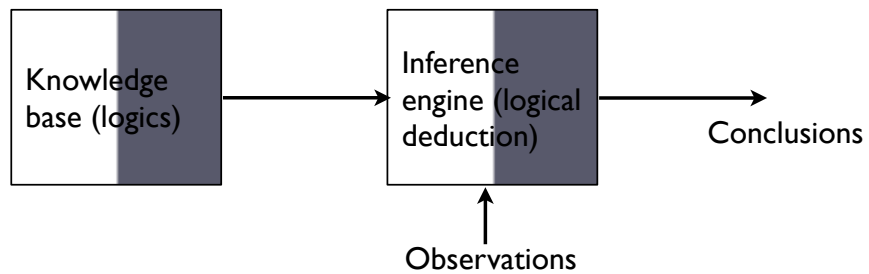 Knowledge
base (logics)
Inference
engine (logical
deduction)
Conclusions
Observations